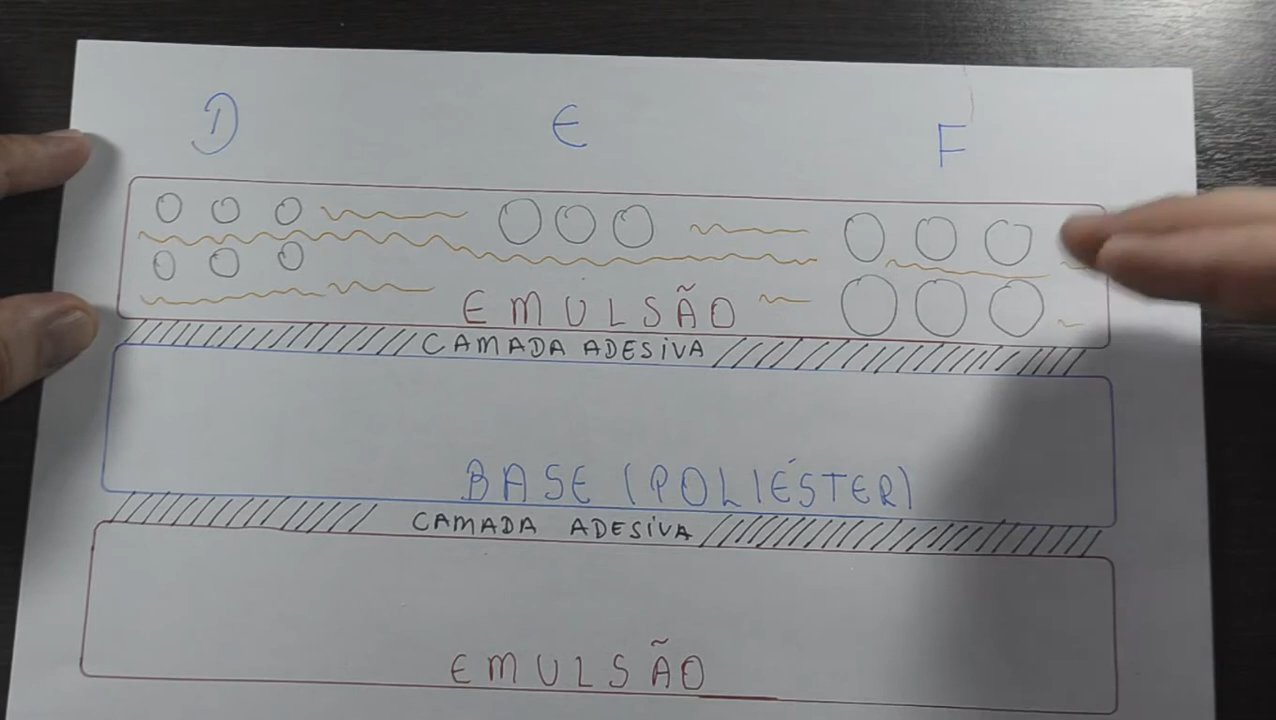 D E F
EMULSÃO
CAMADA ADESIVA
BASE (POLIÉSTER)
CAMADA ADESIVA
EMULSÃO